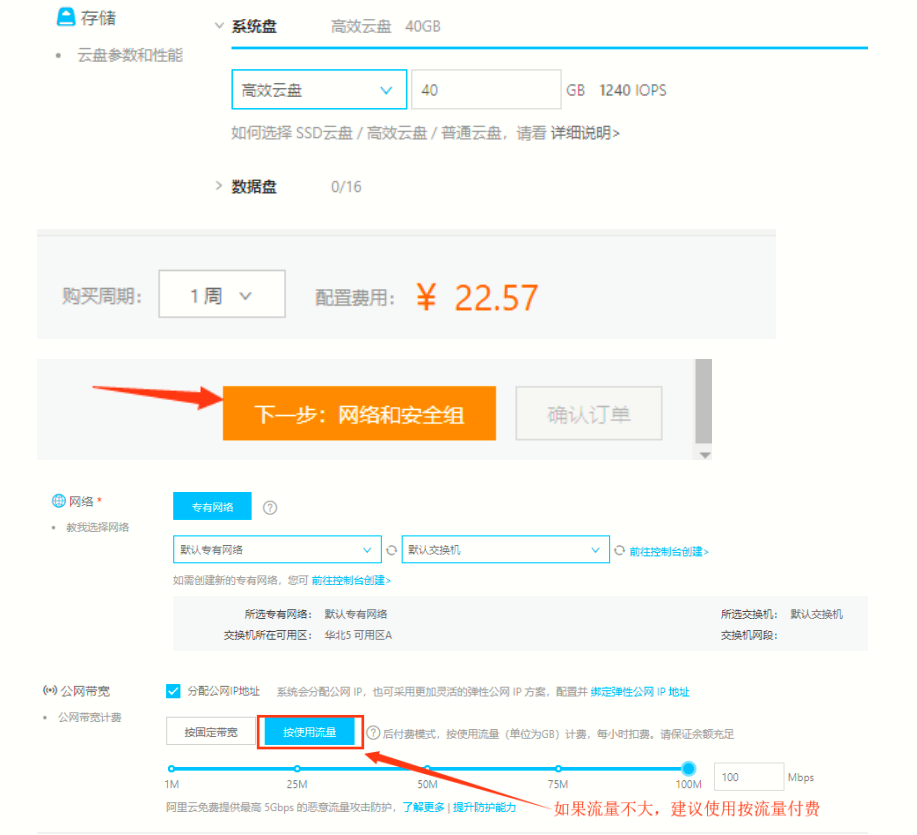 存储
系统盘 高效云盘 40GB
云盘参数和性能
高效云盘 40 GB 1240 IOPS
如何选择 SSD云盘 / 高效云盘 / 普通云盘，请看 详细说明>
数据盘 0/16
购买周期： 1 周 配置费用： ¥ 22.57
下一步：网络和安全组 确认订单
网络 * 专有网络 ?
教我选择网络
默认专有网络 默认交换机 前往控制台创建>
如需创建新的专有网络，您可 前往控制台创建>
所选专有网络： 默认专有网络 所选交换机： 默认交换机
交换机所在可用区： 华北5 可用区A 交换机网段：
公网带宽 分配公网IP地址 系统会分配公网 IP，也可采用更加灵活的弹性公网 IP 方案，配置并 绑定弹性公网 IP 地址
公网带宽计费
按固定带宽 按使用流量 ? 后付费模式，按使用流量（单位为GB）计费，每小时扣费。请保证余额充足
1M 25M 50M 75M 100M 100 Mbps
阿里云免费提供最高 5Gbps 的恶意流量攻击防护，了解更多 | 提升防护能力
如果流量不大，建议使用按流量付费